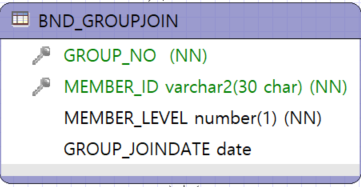 BND_GROUPJOIN
GROUP_NO (NN)
MEMBER_ID varchar2(30 char) (NN)
MEMBER_LEVEL number(1) (NN)
GROUP_JOINDATE date